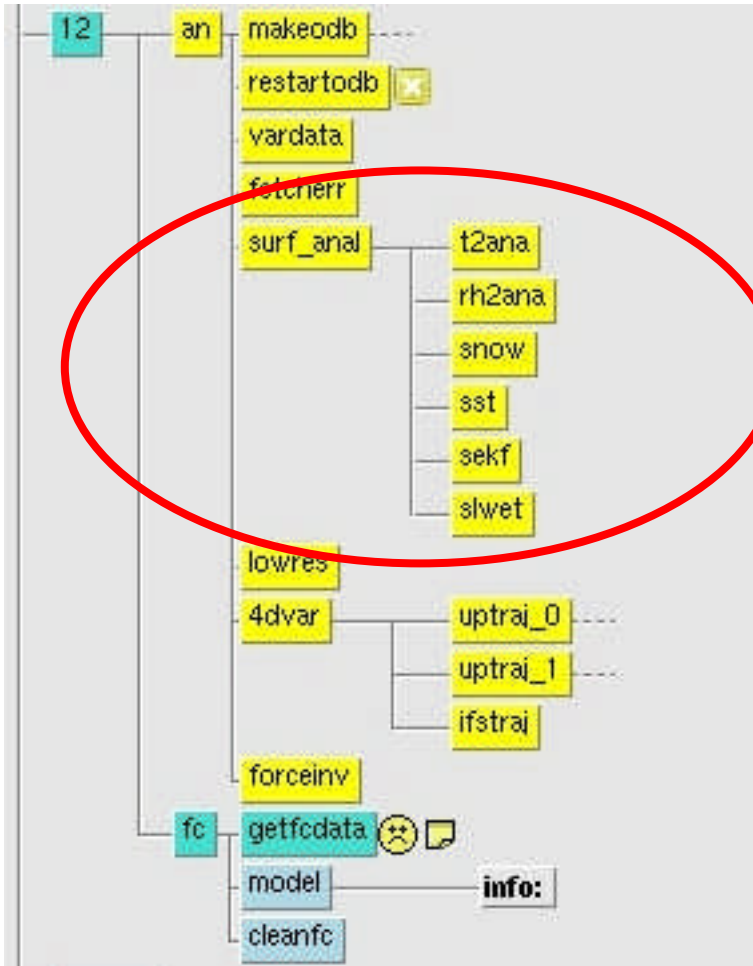 12 an makeodb
restartodb
vardata
fetcherr
surf_anal t2ana
rh2ana
snow
sst
sekf
slwet
lowres
4dvar uptraj_0
uptraj_1
ifstraj
forceinv
fc getfcdata
model info:
cleanfc